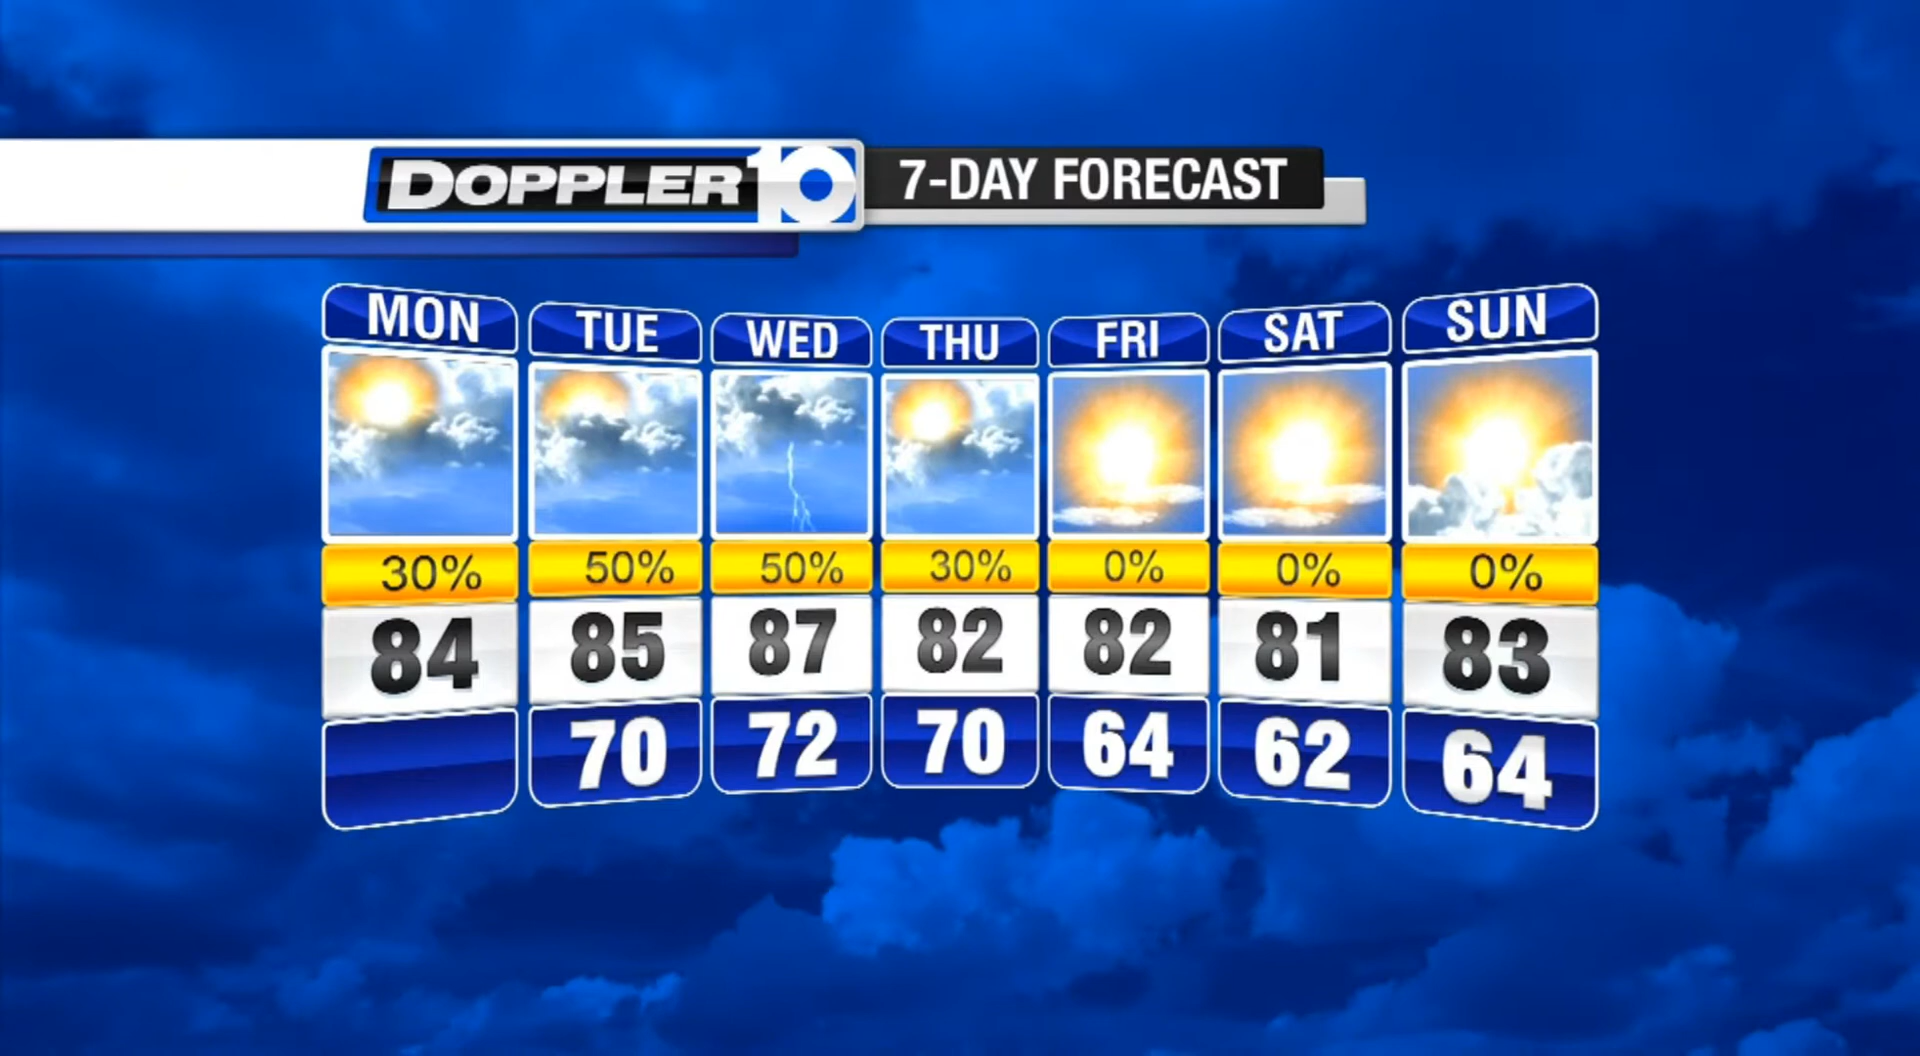 DOPPLER 10 7-DAY FORECAST
MON TUE WED THU FRI SAT SUN
30% 50% 50% 30% 0% 0% 0%
84 85 87 82 82 81 83
70 72 70 64 62 64